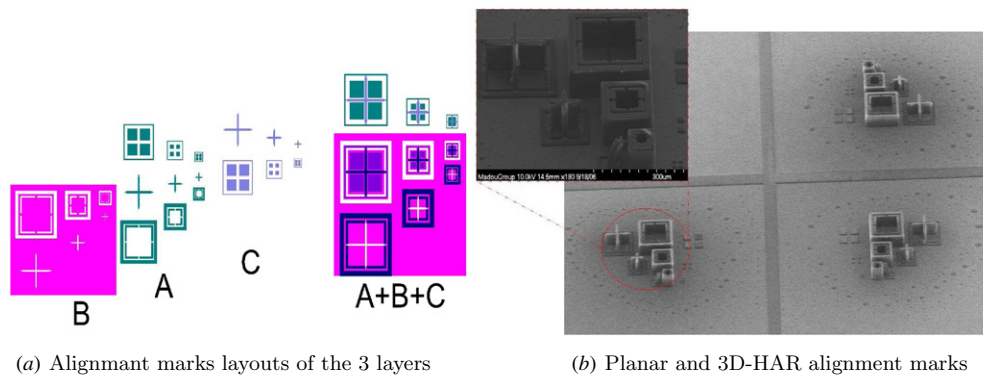 MadouGroup 10.0kV 14.5mm x180 9/18/06
300um
B
A
C
A+B+C
(a) Alignmant marks layouts of the 3 layers
(b) Planar and 3D-HAR alignment marks